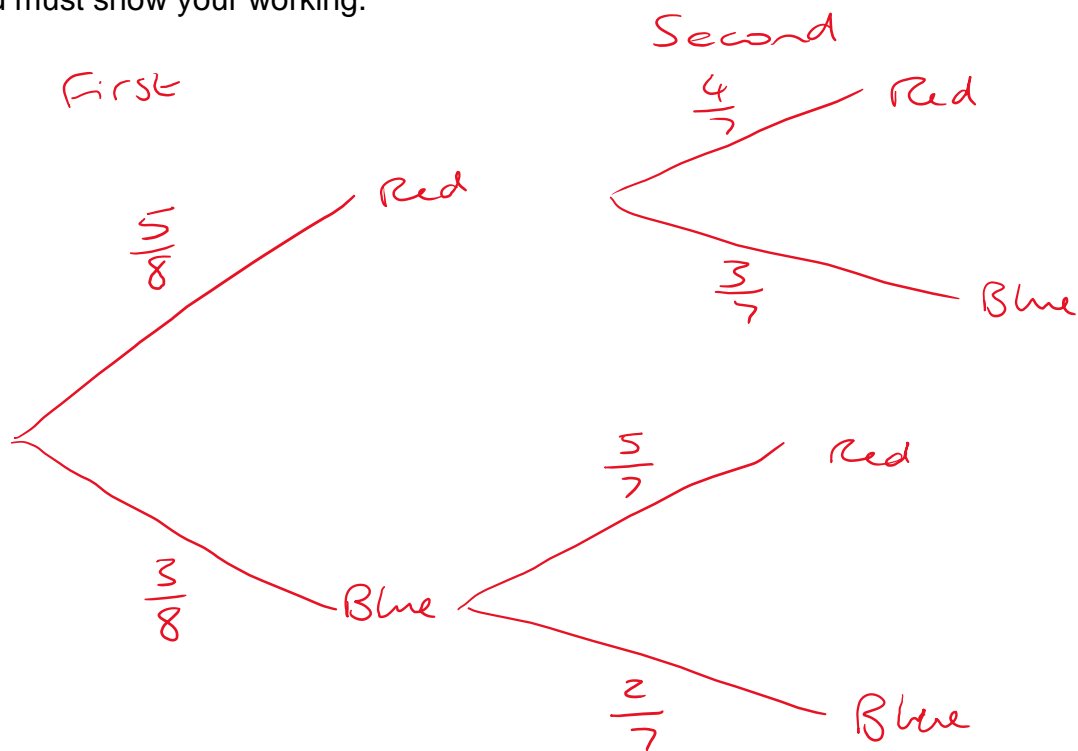 must show your working.
Second
First
4/7
Red
Red
5/8
3/7
Blue
5/7
Red
3/8
Blue
2/7
Blue